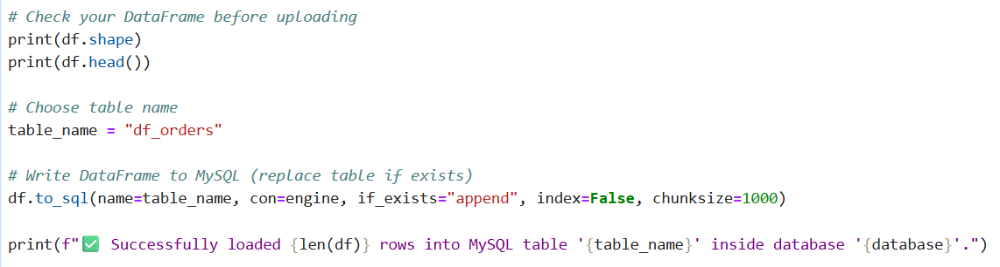 # Check your DataFrame before uploading
print(df.shape)
print(df.head())
# Choose table name
table_name = "df_orders"
# Write DataFrame to MySQL (replace table if exists)
df.to_sql(name=table_name, con=engine, if_exists="append", index=False, chunksize=1000)
print(f"✅ Successfully loaded {len(df)} rows into MySQL table '{table_name}' inside database '{database}'.")